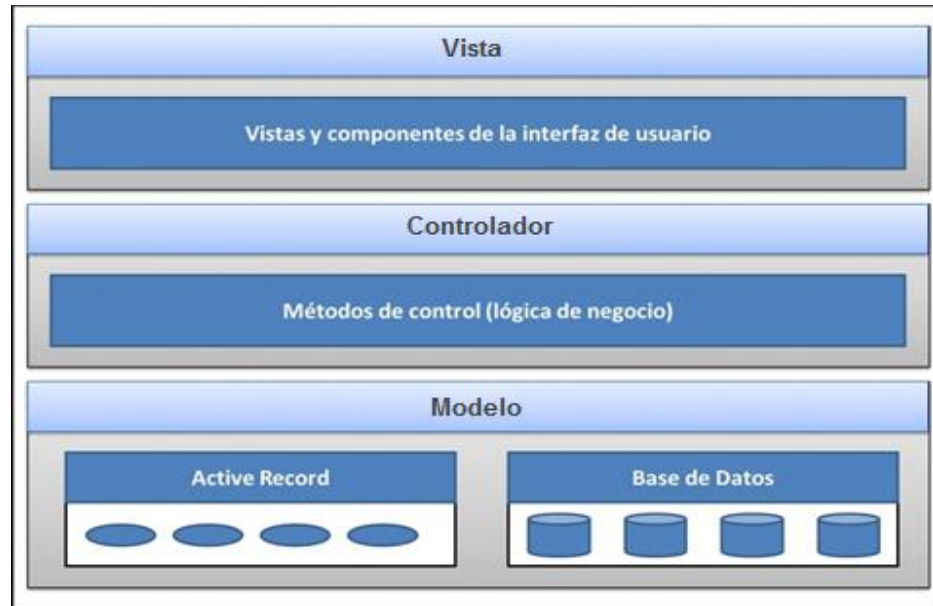 Vista
Vistas y componentes de la interfaz de usuario
Controlador
Métodos de control (lógica de negocio)
Modelo
Active Record
Base de Datos